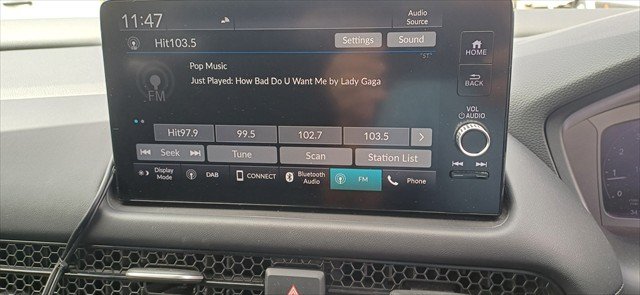 11:47
Audio Source
Hit103.5
Settings
Sound
"ST"
HOME
Pop Music
FM
Just Played: How Bad Do U Want Me by Lady Gaga
BACK
VOL
AUDIO
Hit97.9
99.5
102.7
103.5
Seek
Tune
Scan
Station List
Display Mode
DAB
CONNECT
Bluetooth Audio
FM
Phone